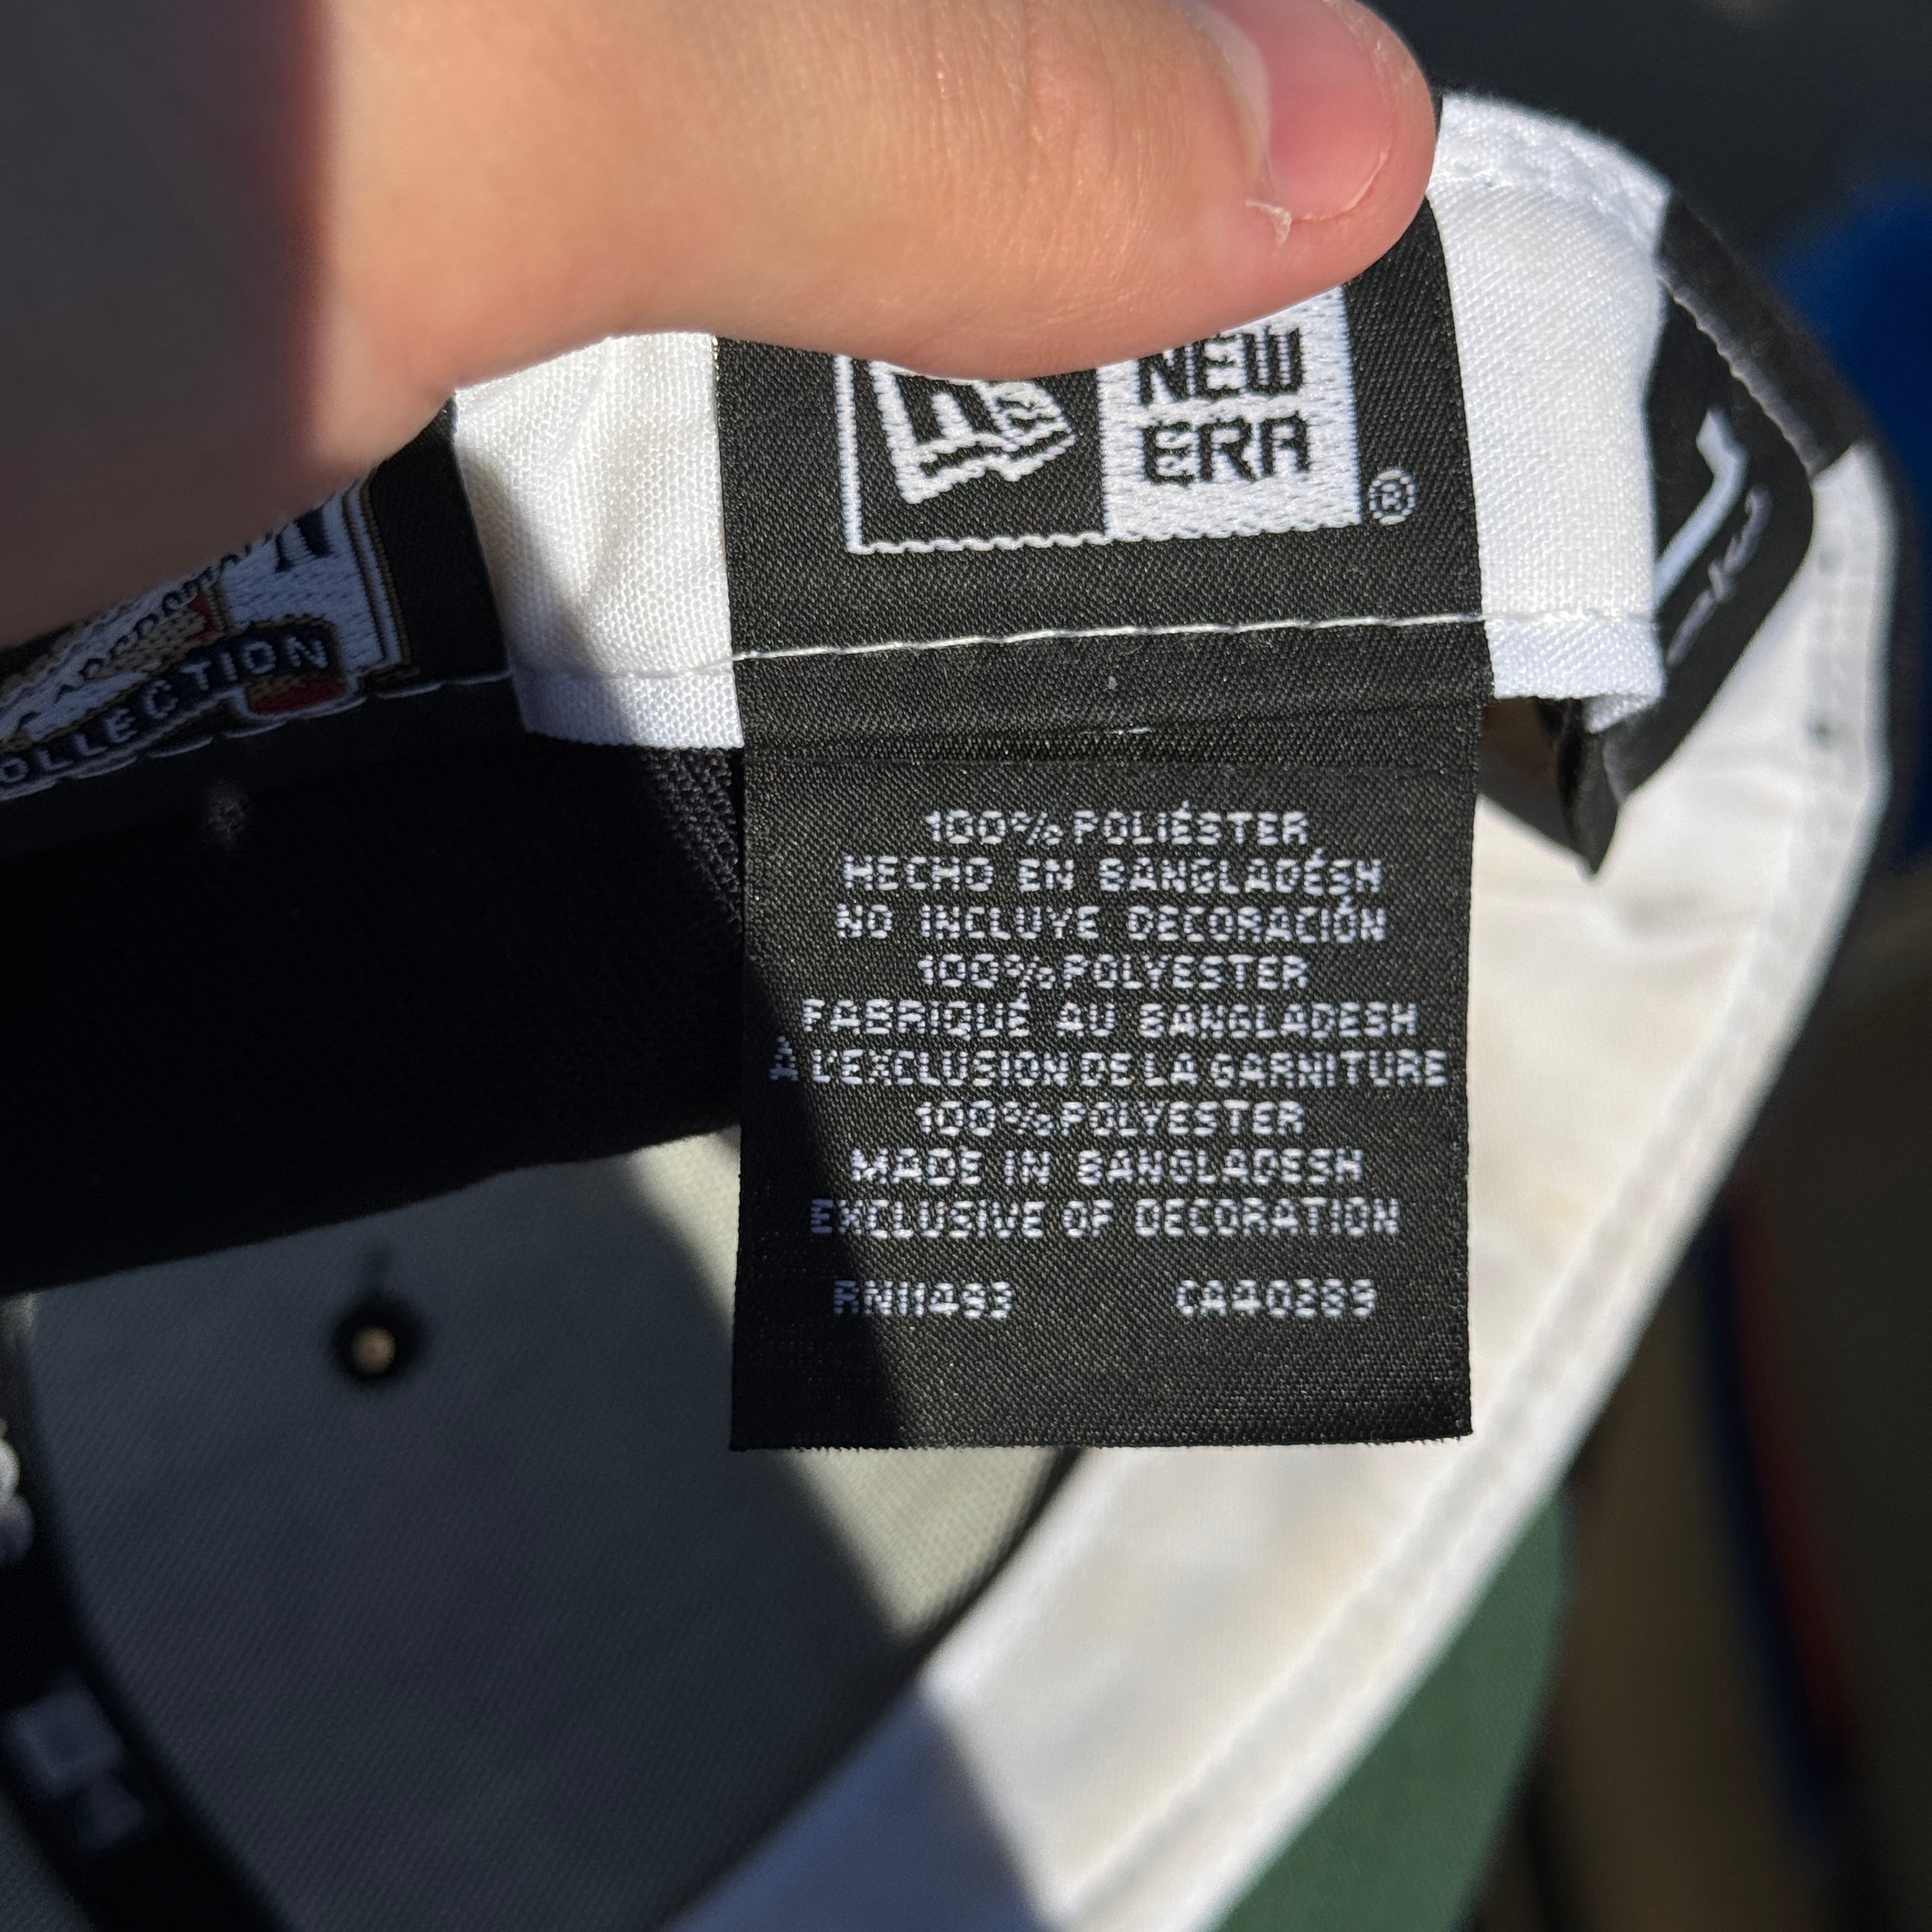 NEW
ERA
®
COLLECTION
100% POLIÉSTER
HECHO EN BANGLADÉSH
NO INCLUYE DECORACIÓN
100% POLYESTER
FABRIQUÉ AU BANGLADESH
À L'EXCLUSION DE LA GARNITURE
100% POLYESTER
MADE IN BANGLADESH
EXCLUSIVE OF DECORATION
RN11493 CA40289